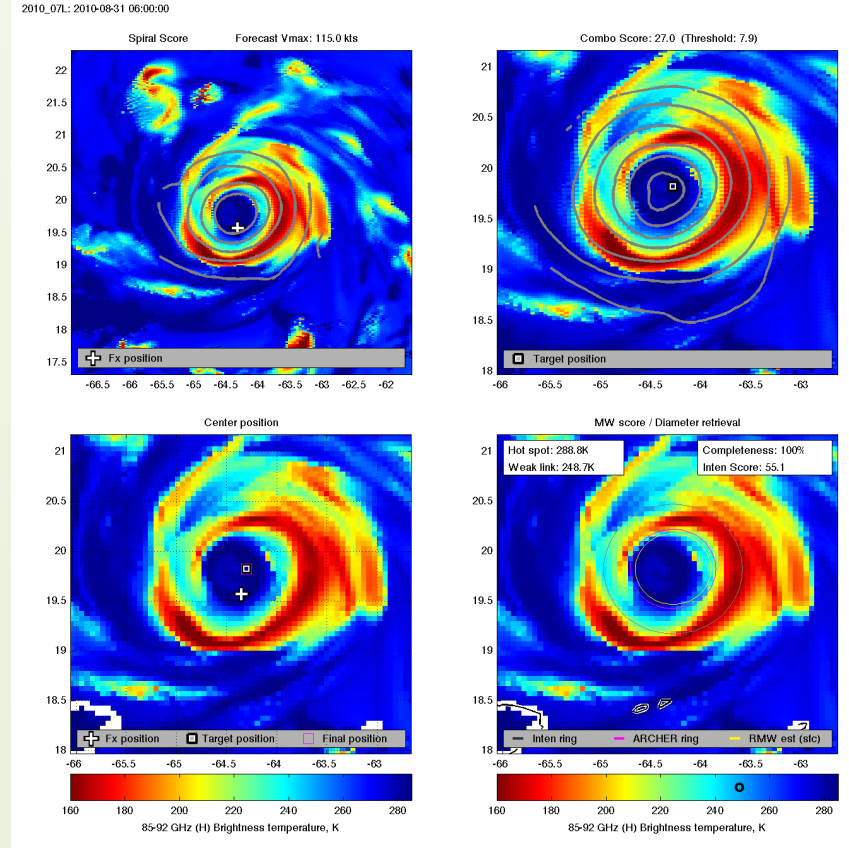 2010_07L: 2010-08-31 06:00:00
Spiral Score Forecast Vmax: 115.0 kts
22
21.5
21
20.5
20
19.5
19
18.5
18
17.5
Fx position
-66.5 -66 -65.5 -65 -64.5 -64 -63.5 -63 -62.5 -62
Combo Score: 27.0 (Threshold: 7.9)
21
20.5
20
19.5
19
18.5
18
Target position
-66 -65.5 -65 -64.5 -64 -63.5 -63
Center position
21
20.5
20
19.5
19
18.5
18
Fx position Target position Final position
-66 -65.5 -65 -64.5 -64 -63.5 -63
160 180 200 220 240 260 280
85-92 GHz (H) Brightness temperature, K
MW score / Diameter retrieval
Hot spot: 288.8K
Weak link: 248.7K
Completeness: 100%
Inten Score: 55.1
21
20.5
20
19.5
19
18.5
18
Inten ring ARCHER ring RMW est (sfc)
-66 -65.5 -65 -64.5 -64 -63.5 -63
160 180 200 220 240 260 280
85-92 GHz (H) Brightness temperature, K